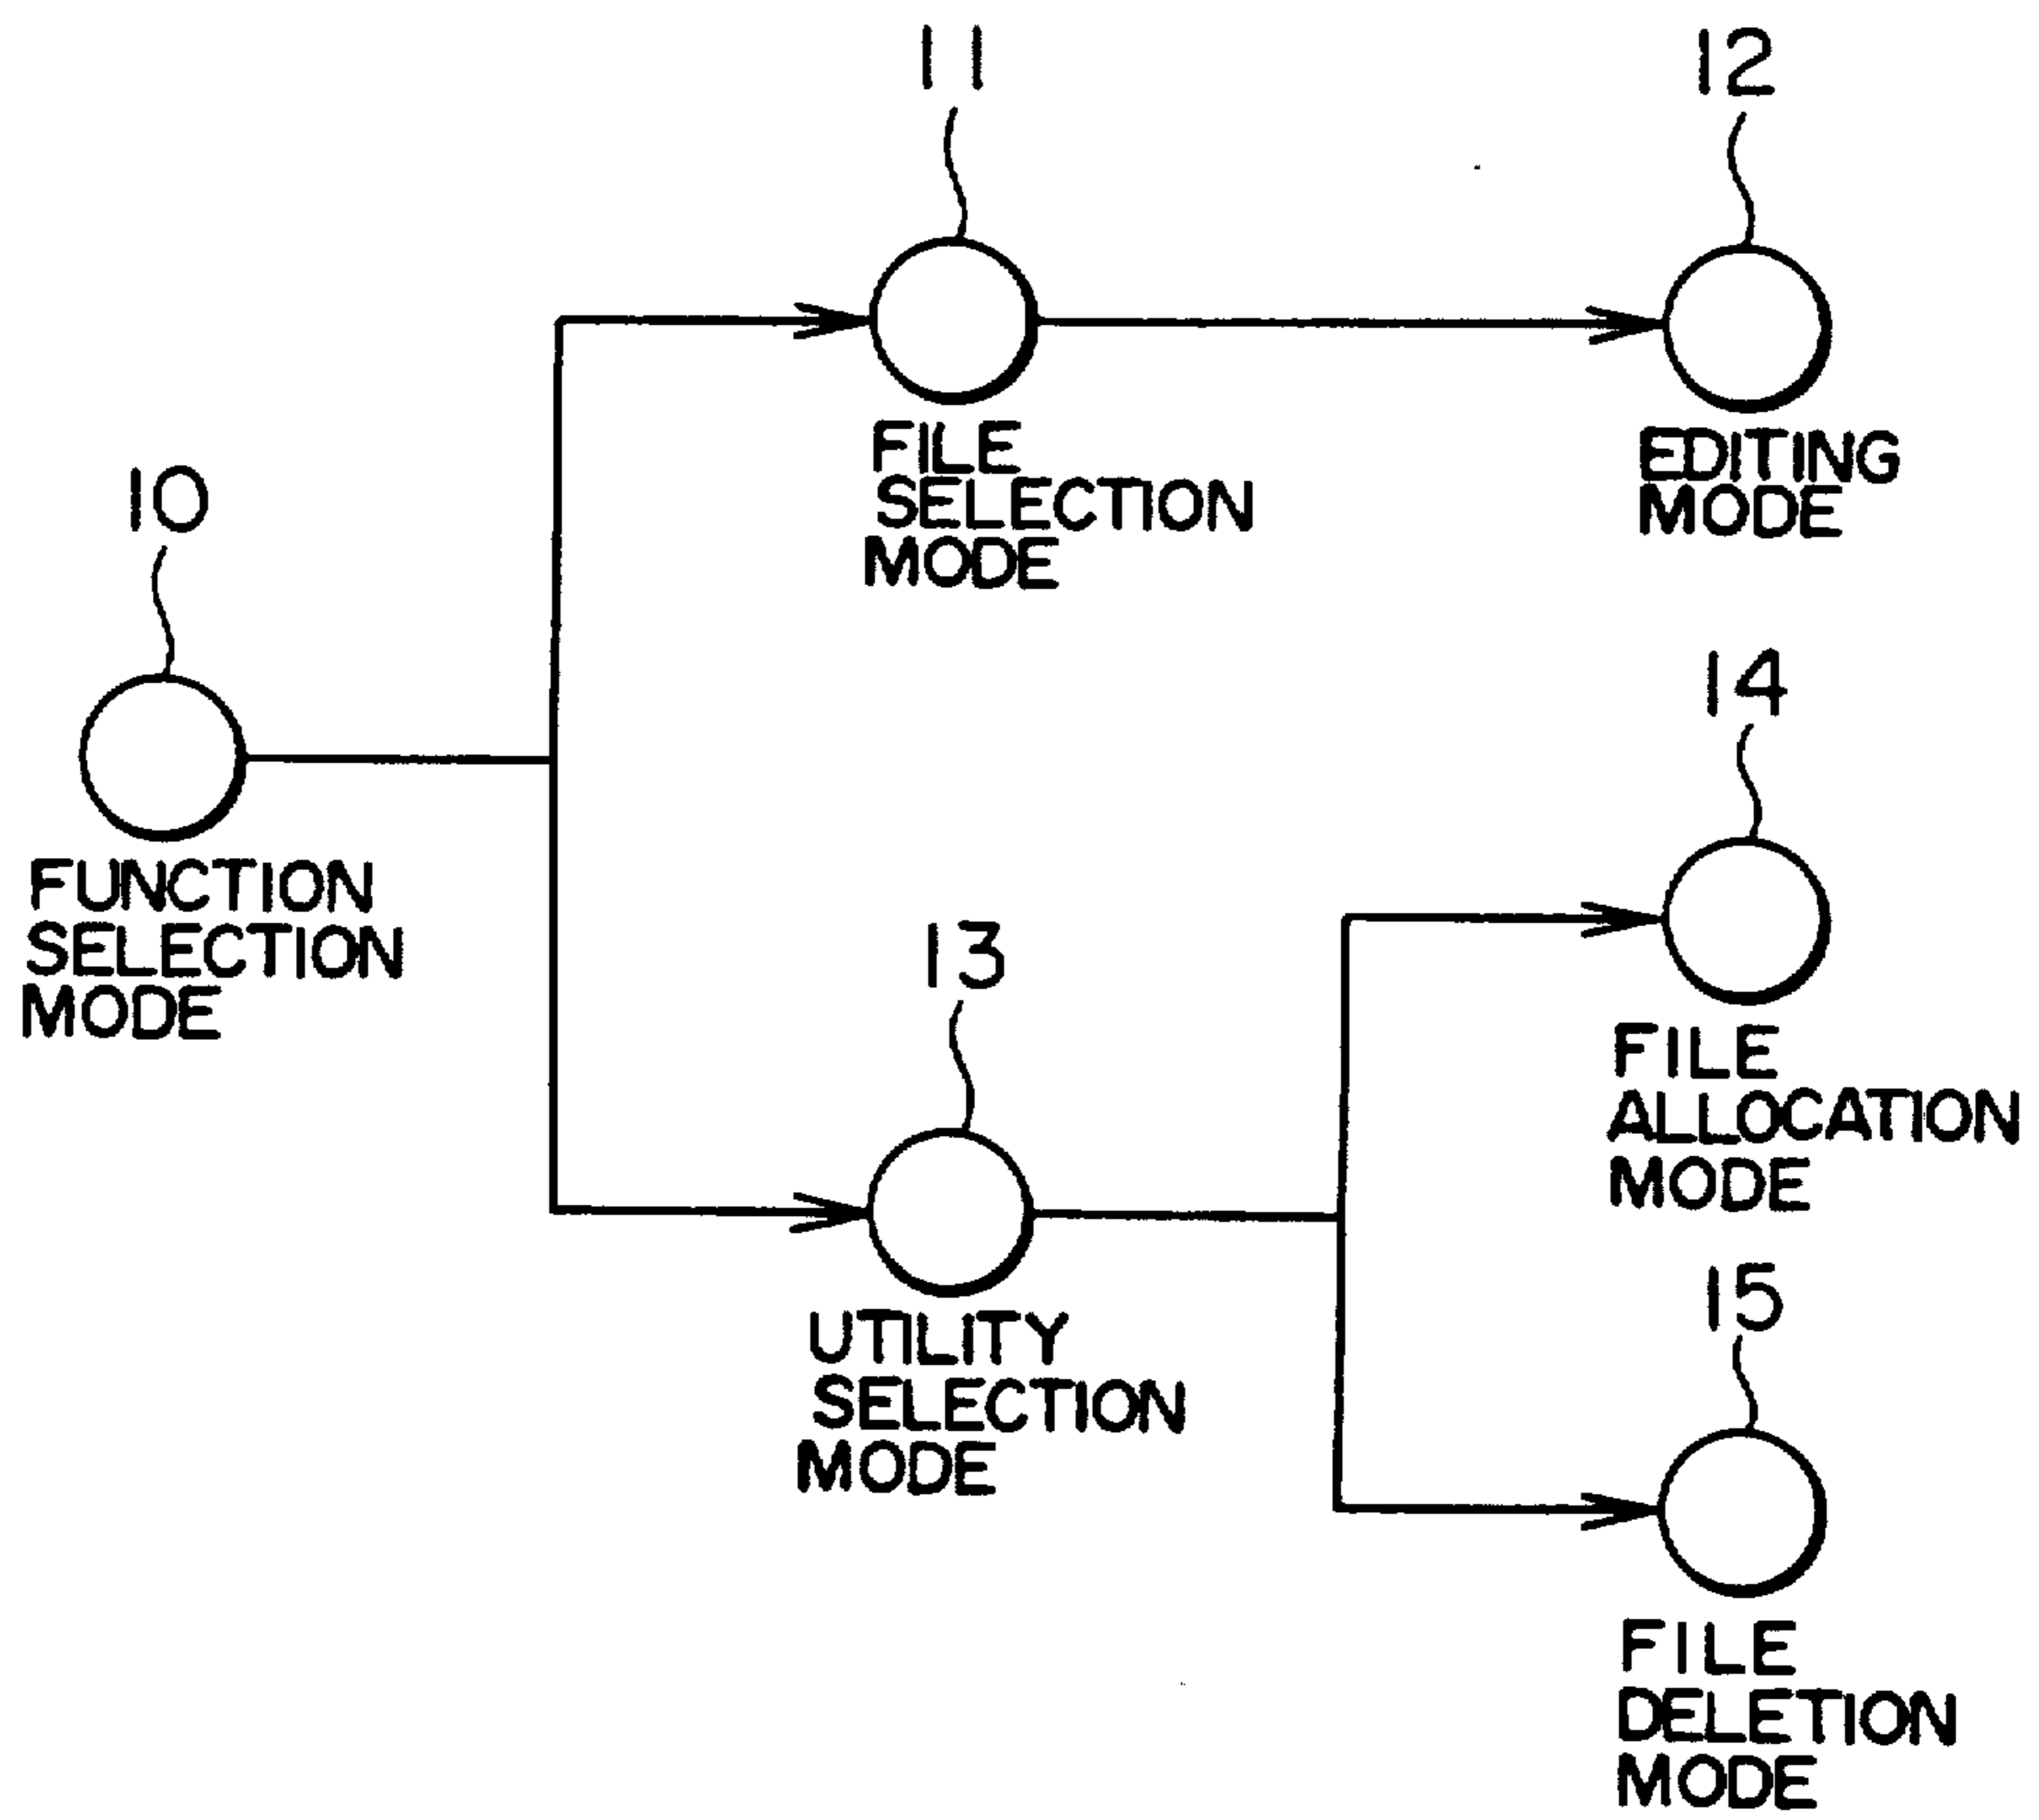 11
12
FILE
SELECTION
MODE
EDITING
MODE
10
FUNCTION
SELECTION
MODE
14
FILE
ALLOCATION
MODE
13
UTILITY
SELECTION
MODE
15
FILE
DELETION
MODE